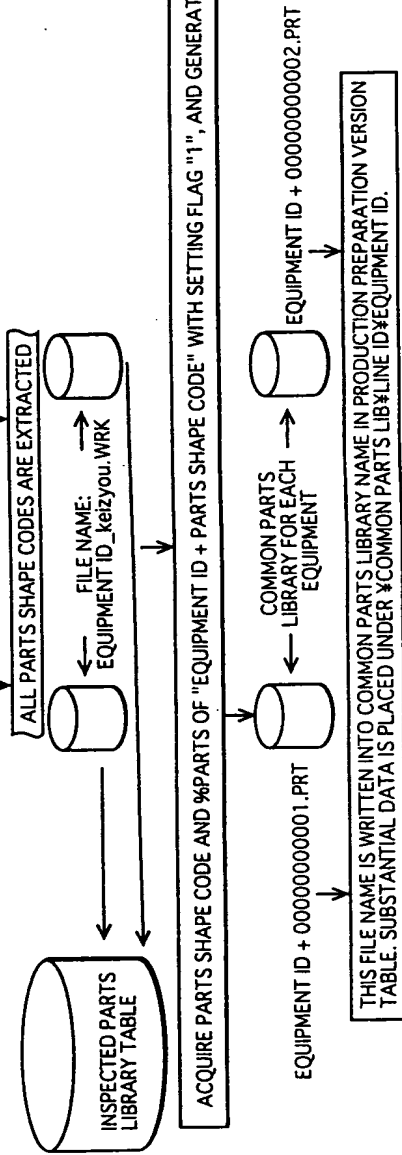 ALL PARTS SHAPE CODES ARE EXTRACTED
INSPECTED PARTS
LIBRARY TABLE
FILE NAME:
EQUIPMENT ID_keizyou.WRK
ACQUIRE PARTS SHAPE CODE AND %PARTS OF "EQUIPMENT ID + PARTS SHAPE CODE" WITH SETTING FLAG "1", AND GENERAT
EQUIPMENT ID + 00000000001.PRT
COMMON PARTS
LIBRARY FOR EACH
EQUIPMENT
EQUIPMENT ID + 00000000002.PRT
THIS FILE NAME IS WRITTEN INTO COMMON PARTS LIBRARY NAME IN PRODUCTION PREPARATION VERSION
TABLE. SUBSTANTIAL DATA IS PLACED UNDER ¥COMMON PARTS LIB¥LINE ID¥EQUIPMENT ID.